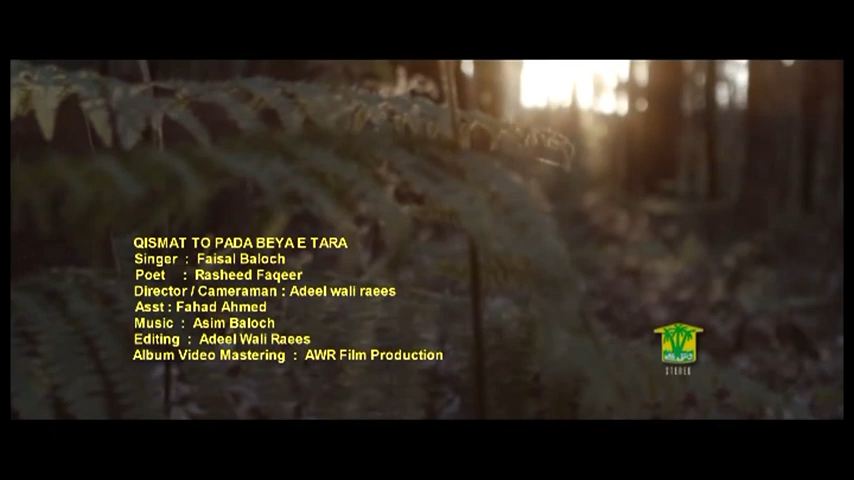 QISMAT TO PADA BEYA E TARA
Singer : Faisal Baloch
Poet : Rasheed Faqeer
Director / Cameraman : Adeel wali raees
Asst : Fahad Ahmed
Music : Asim Baloch
Editing : Adeel Wali Raees
Album Video Mastering : AWR Film Production
STEREO